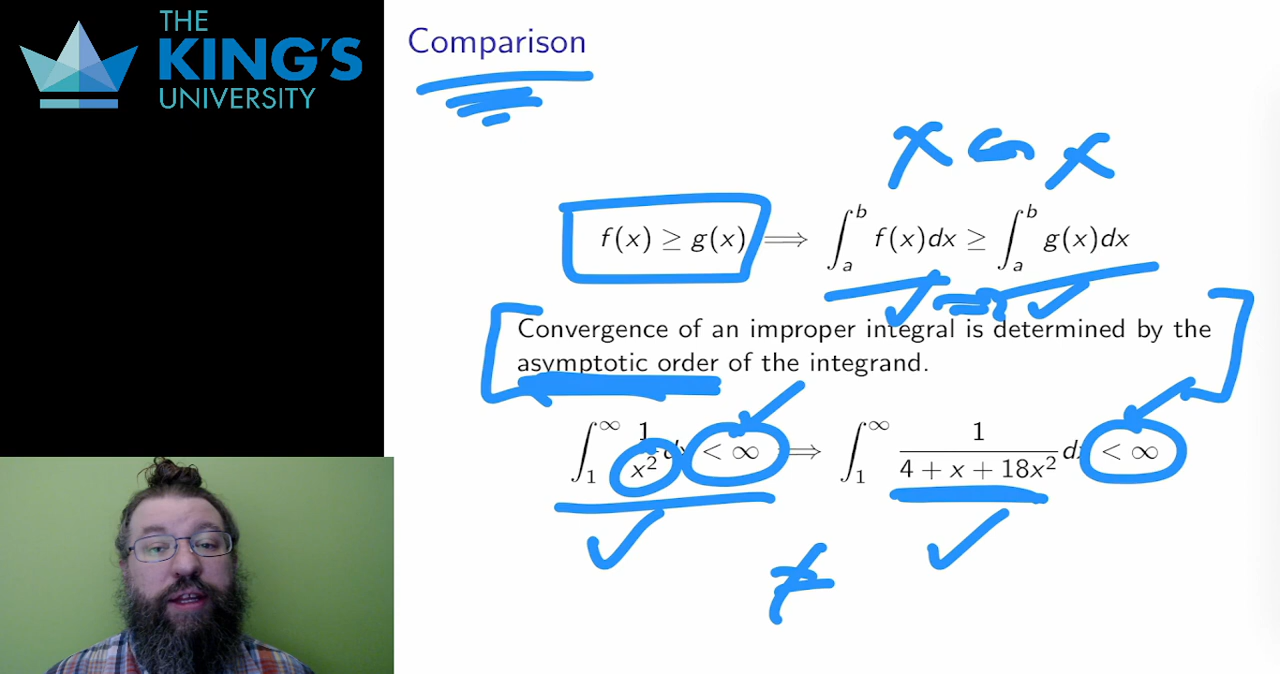 THE
KING'S
UNIVERSITY
Comparison
x cos x
f(x) ≥ g(x) ⟹ ∫_a^b f(x)dx ≥ ∫_a^b g(x)dx
Convergence of an improper integral is determined by the
asymptotic order of the integrand.
∫_1^∞ 1/x² dx < ∞ ⟹ ∫_1^∞ 1/(4 + x + 18x²) dx < ∞
≠